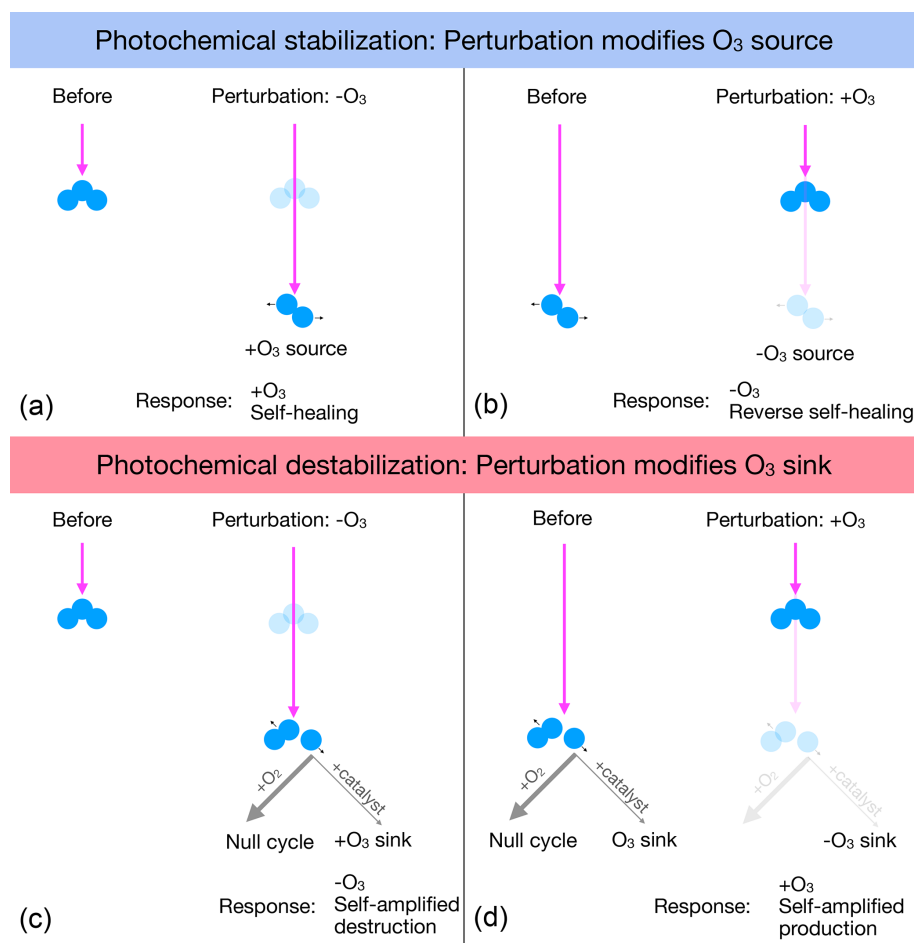 Photochemical stabilization: Perturbation modifies O₃ source
Before
Perturbation: -O₃
+O₃ source
Response:
+O₃
Self-healing
(a)
Before
Perturbation: +O₃
-O₃ source
Response:
-O₃
Reverse self-healing
(b)
Photochemical destabilization: Perturbation modifies O₃ sink
Before
Perturbation: -O₃
+O₂
+catalyst
Null cycle
+O₃ sink
Response:
-O₃
Self-amplified
destruction
(c)
Before
Perturbation: +O₃
+O₂
+catalyst
Null cycle
O₃ sink
+O₂
+catalyst
-O₃ sink
Response:
+O₃
Self-amplified
production
(d)